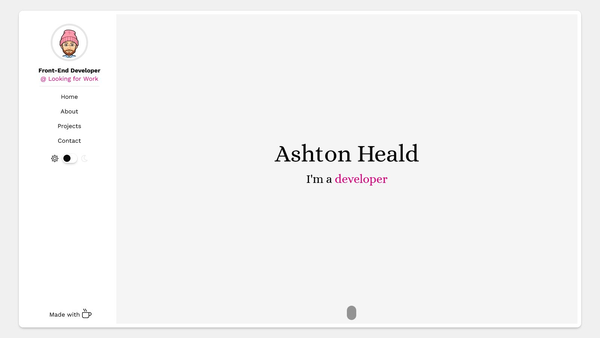 Front-End Developer
@ Looking for Work
Home
About
Projects
Contact
Made with
Ashton Heald
I'm a developer